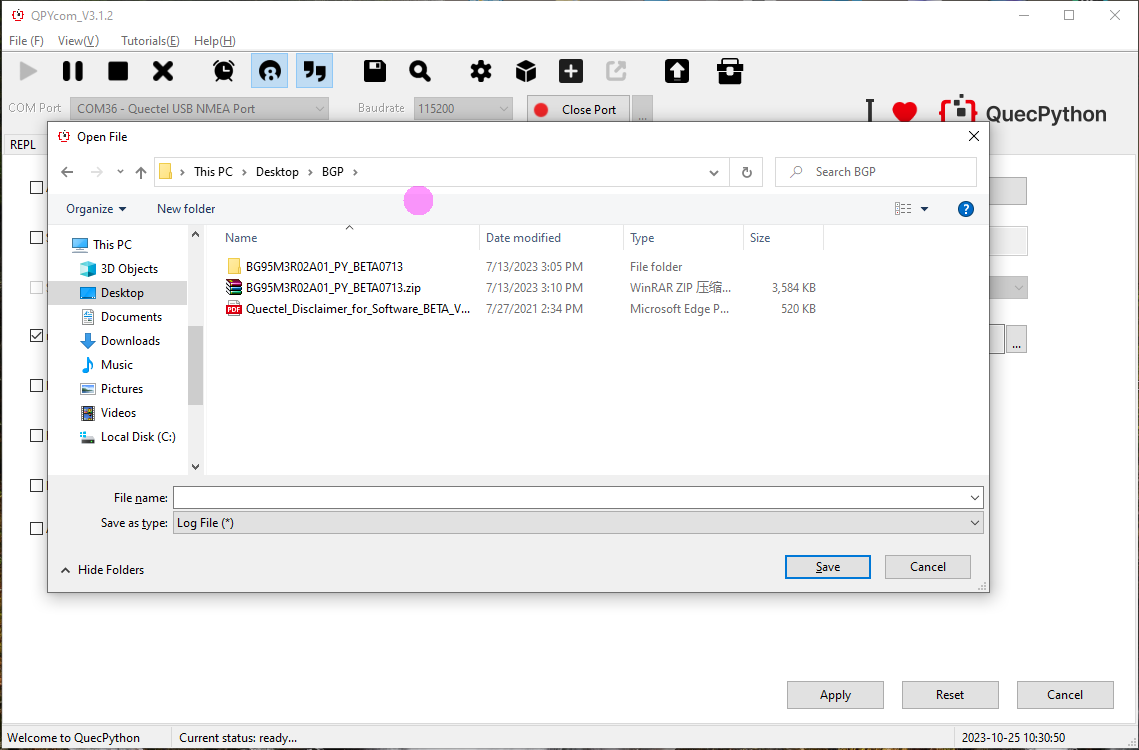 QPYcom_V3.1.2
File (F) View(V) Tutorials(E) Help(H)
COM Port COM36 - Quectel USB NMEA Port Baudrate 115200 Close Port ...
I QuecPython
REPL
Open File
This PC Desktop BGP Search BGP
Organize New folder ?
Name Date modified Type Size
This PC
3D Objects
Desktop
Documents
Downloads
Music
Pictures
Videos
Local Disk (C:)
BG95M3R02A01_PY_BETA0713 7/13/2023 3:05 PM File folder
BG95M3R02A01_PY_BETA0713.zip 7/13/2023 3:10 PM WinRAR ZIP 压缩... 3,584 KB
PDF Quectel_Disclaimer_for_Software_BETA_V... 7/27/2021 2:34 PM Microsoft Edge P... 520 KB
...
File name:
Save as type: Log File (*)
Hide Folders Save Cancel
Apply Reset Cancel
Welcome to QuecPython Current status: ready... 2023-10-25 10:30:50